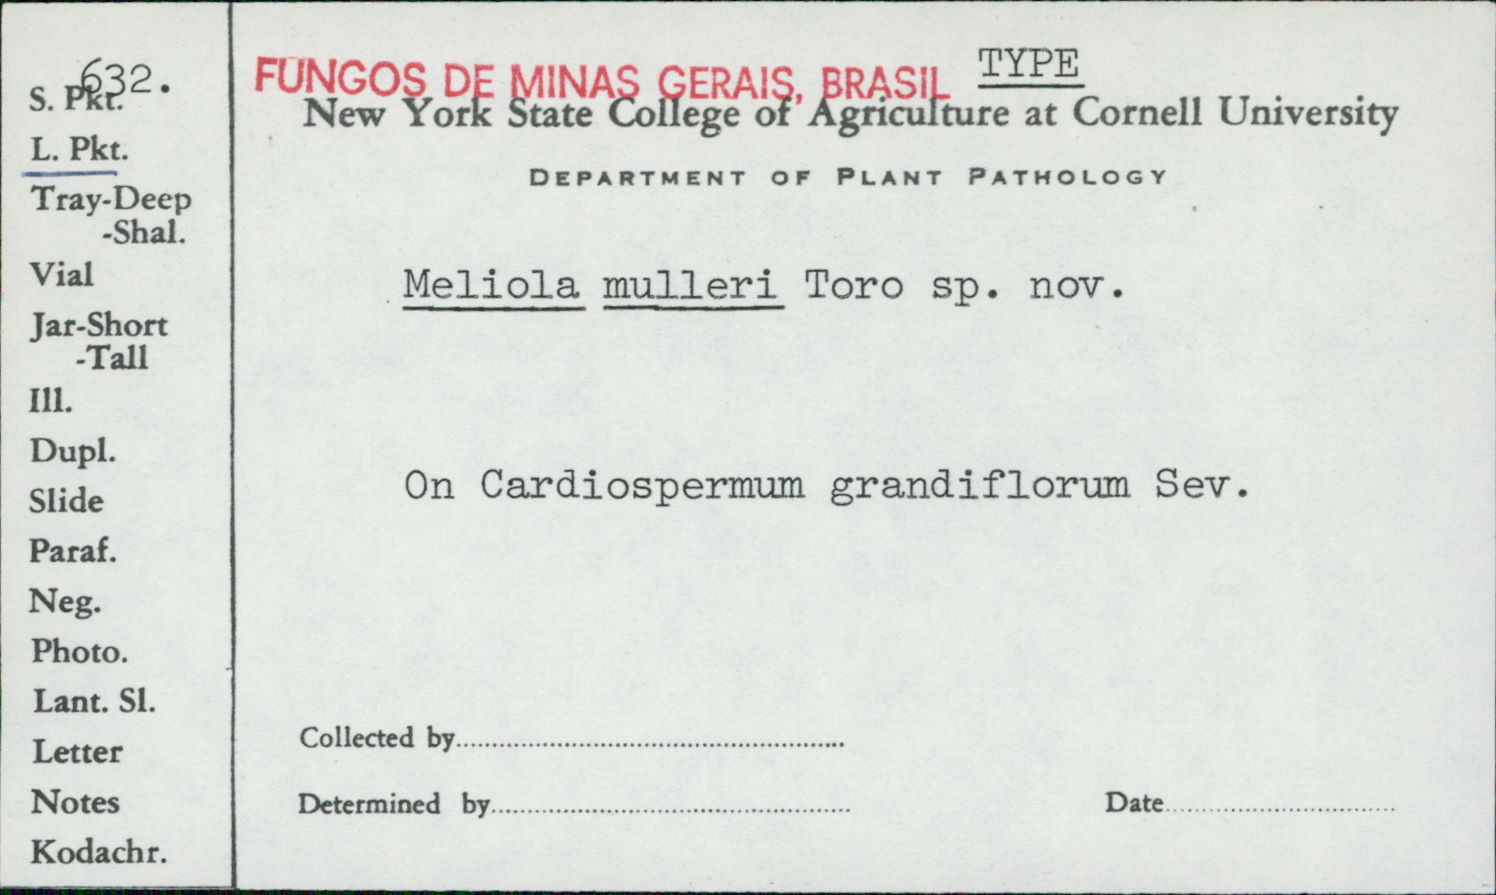 632.
S. Pkt.
L. Pkt.
Tray-Deep
-Shal.
Vial
Jar-Short
-Tall
Ill.
Dupl.
Slide
Paraf.
Neg.
Photo.
Lant. Sl.
Letter
Notes
Kodachr.
FUNGOS DE MINAS GERAIS, BRASIL TYPE
New York State College of Agriculture at Cornell University
DEPARTMENT OF PLANT PATHOLOGY
Meliola mulleri Toro sp. nov.
On Cardiospermum grandiflorum Sev.
Collected by
Determined by Date